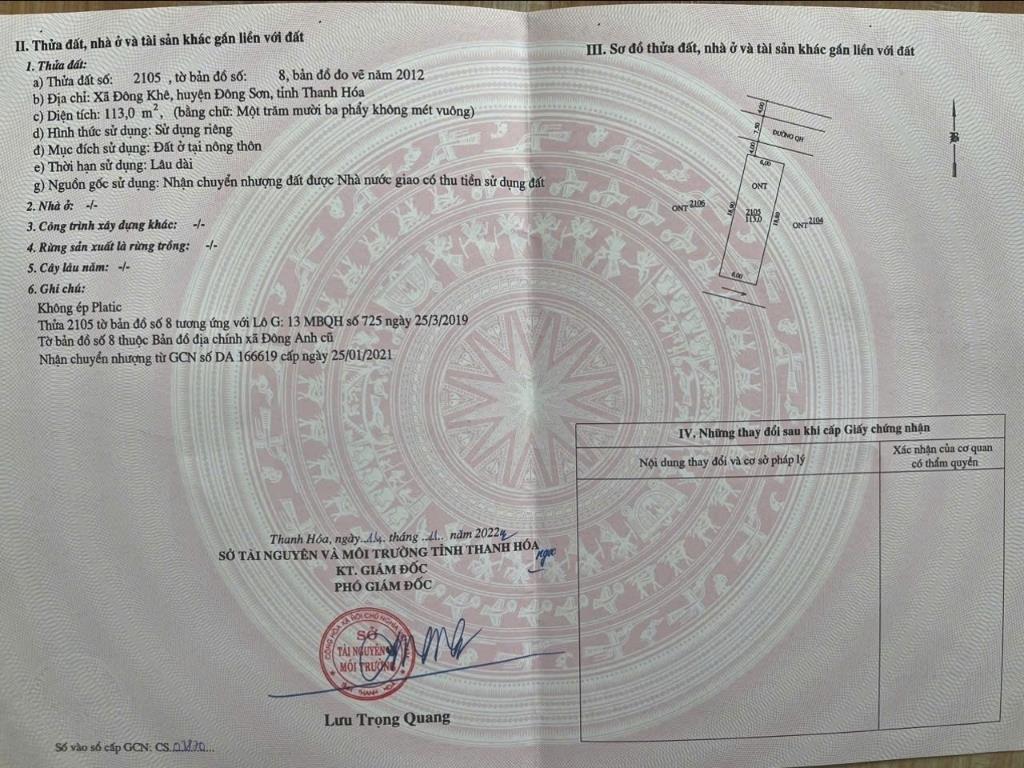 II. Thửa đất, nhà ở và tài sản khác gắn liền với đất
1. Thửa đất:
a) Thửa đất số: 2105 , tờ bản đồ số: 8, bản đồ đo vẽ năm 2012
b) Địa chỉ: Xã Đông Khê, huyện Đông Sơn, tỉnh Thanh Hóa
c) Diện tích: 113,0 m², (bằng chữ: Một trăm mười ba phẩy không mét vuông)
d) Hình thức sử dụng: Sử dụng riêng
đ) Mục đích sử dụng: Đất ở tại nông thôn
e) Thời hạn sử dụng: Lâu dài
g) Nguồn gốc sử dụng: Nhận chuyển nhượng đất được Nhà nước giao có thu tiền sử dụng đất
2. Nhà ở: -/-
3. Công trình xây dựng khác: -/-
4. Rừng sản xuất là rừng trồng: -/-
5. Cây lâu năm: -/-
6. Ghi chú:
Không ép Platic
Thửa 2105 tờ bản đồ số 8 tương ứng với Lô G: 13 MBQH số 725 ngày 25/3/2019
Tờ bản đồ số 8 thuộc Bản đồ địa chính xã Đông Anh cũ
Nhận chuyển nhượng từ GCN số DA 166619 cấp ngày 25/01/2021
Thanh Hóa, ngày..14. tháng ..11.. năm 2022
SỞ TÀI NGUYÊN VÀ MÔI TRƯỜNG TỈNH THANH HÓA
ngọc
KT. GIÁM ĐỐC
PHÓ GIÁM ĐỐC
SỞ
TÀI NGUYÊN
MÔI TRƯỜNG
Lưu Trọng Quang
Số vào sổ cấp GCN: CS.
III. Sơ đồ thửa đất, nhà ở và tài sản khác gắn liền với đất
4,00
7,50
ĐƯỜNG QH
4,00
6,00
B
ONT
ONT 2106
2105
113,0
18,80
ONT 2104
6,00
IV. Những thay đổi sau khi cấp Giấy chứng nhận
Nội dung thay đổi và cơ sở pháp lý
Xác nhận của cơ quan
có thẩm quyền